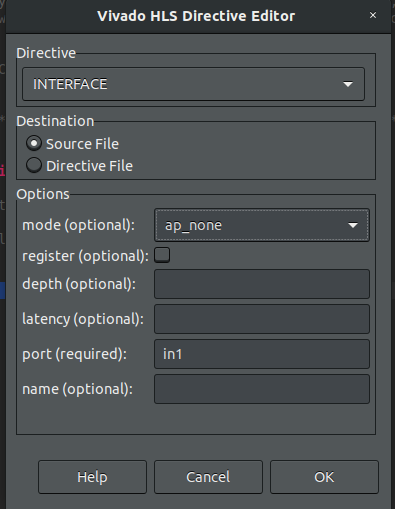 Vivado HLS Directive Editor ×
Directive
INTERFACE
Destination
Source File
Directive File
Options
mode (optional): ap_none
register (optional):
depth (optional):
latency (optional):
port (required): in1
name (optional):
Help Cancel OK